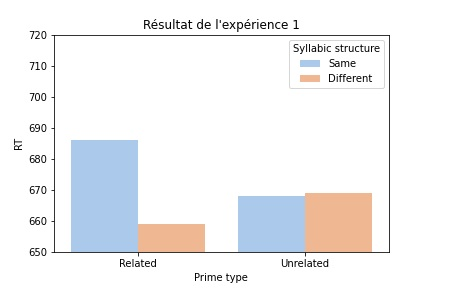 Résultat de l'expérience 1
720
710
700
690
680
670
660
650
RT
Syllabic structure
Same
Different
Related
Unrelated
Prime type